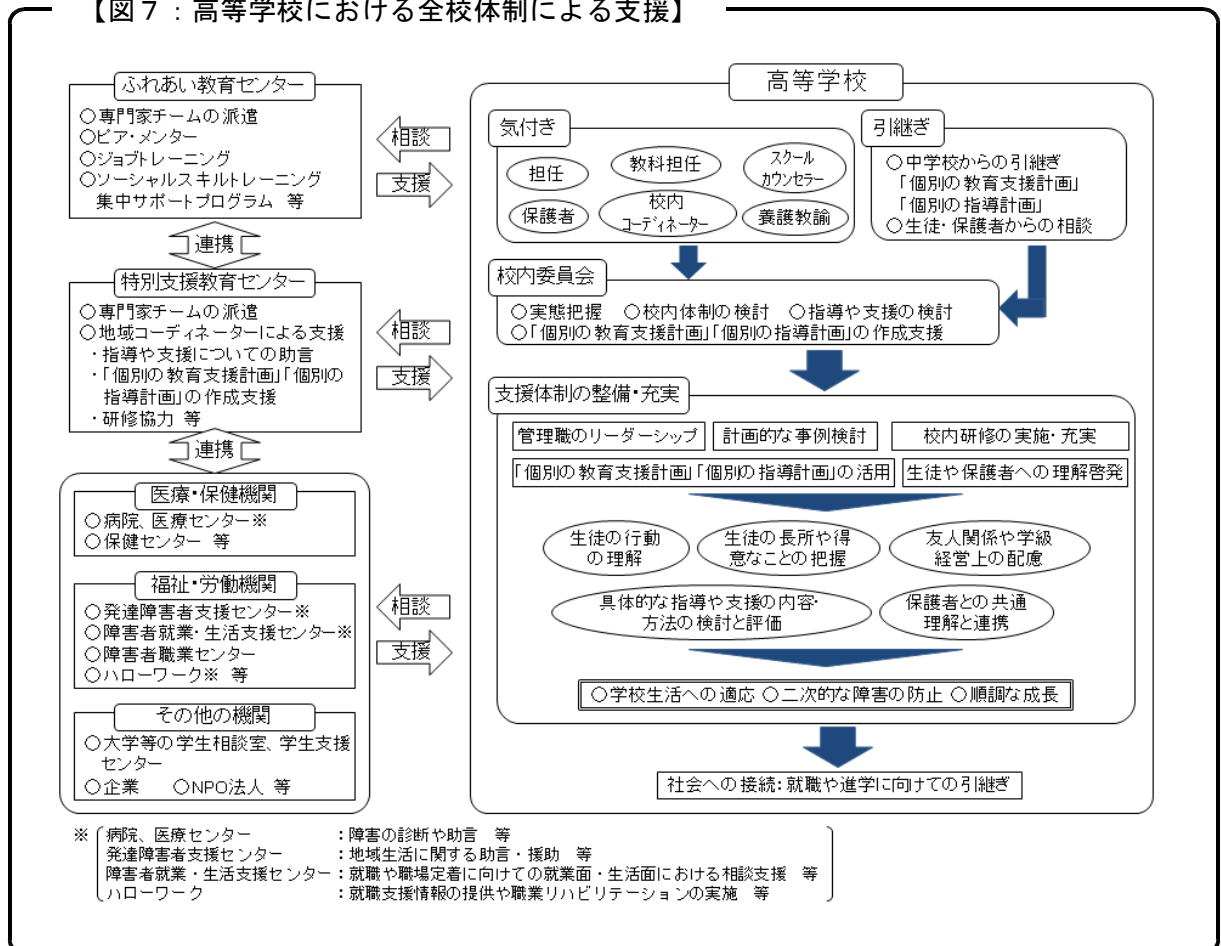 【図７：高等学校における全校体制による支援】
ふれあい教育センター
○専門家チームの派遣
○ピア・メンター
○ジョブトレーニング
○ソーシャルスキルトレーニング
集中サポートプログラム 等
連携
特別支援教育センター
○専門家チームの派遣
○地域コーディネーターによる支援
・指導や支援についての助言
・「個別の教育支援計画」「個別の
指導計画」の作成支援
・研修協力 等
連携
医療・保健機関
○病院、医療センター※
○保健センター 等
福祉・労働機関
○発達障害者支援センター※
○障害者就業・生活支援センター※
○障害者職業センター
○ハローワーク※ 等
その他の機関
○大学等の学生相談室、学生支援
センター
○企業 ○NPO法人 等
相談
支援
相談
支援
相談
支援
高等学校
気付き
担任
教科担任
スクール
カウンセラー
保護者
校内
コーディネーター
養護教諭
引継ぎ
○中学校からの引継ぎ
「個別の教育支援計画」
「個別の指導計画」
○生徒・保護者からの相談
校内委員会
○実態把握 ○校内体制の検討 ○指導や支援の検討
○「個別の教育支援計画」「個別の指導計画」の作成支援
支援体制の整備・充実
管理職のリーダーシップ
計画的な事例検討
校内研修の実施・充実
「個別の教育支援計画」「個別の指導計画」の活用
生徒や保護者への理解啓発
生徒の行動
の理解
生徒の長所や得
意なことの把握
友人関係や学級
経営上の配慮
具体的な指導や支援の内容・
方法の検討と評価
保護者との共通
理解と連携
○学校生活への適応 ○二次的な障害の防止 ○順調な成長
社会への接続：就職や進学に向けての引継ぎ
※ 病院、医療センター ：障害の診断や助言 等
発達障害者支援センター ：地域生活に関する助言・援助 等
障害者就業・生活支援センター：就職や職場定着に向けての就業面・生活面における相談支援 等
ハローワーク ：就職支援情報の提供や職業リハビリテーションの実施 等